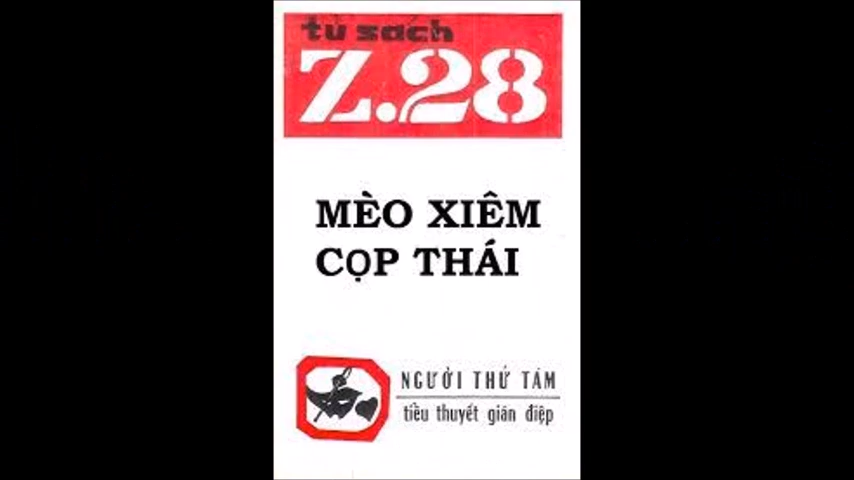 tủ sách
Z.28
MÈO XIÊM
CỌP THÁI
NGƯỜI THỨ TÁM
tiểu thuyết gián điệp